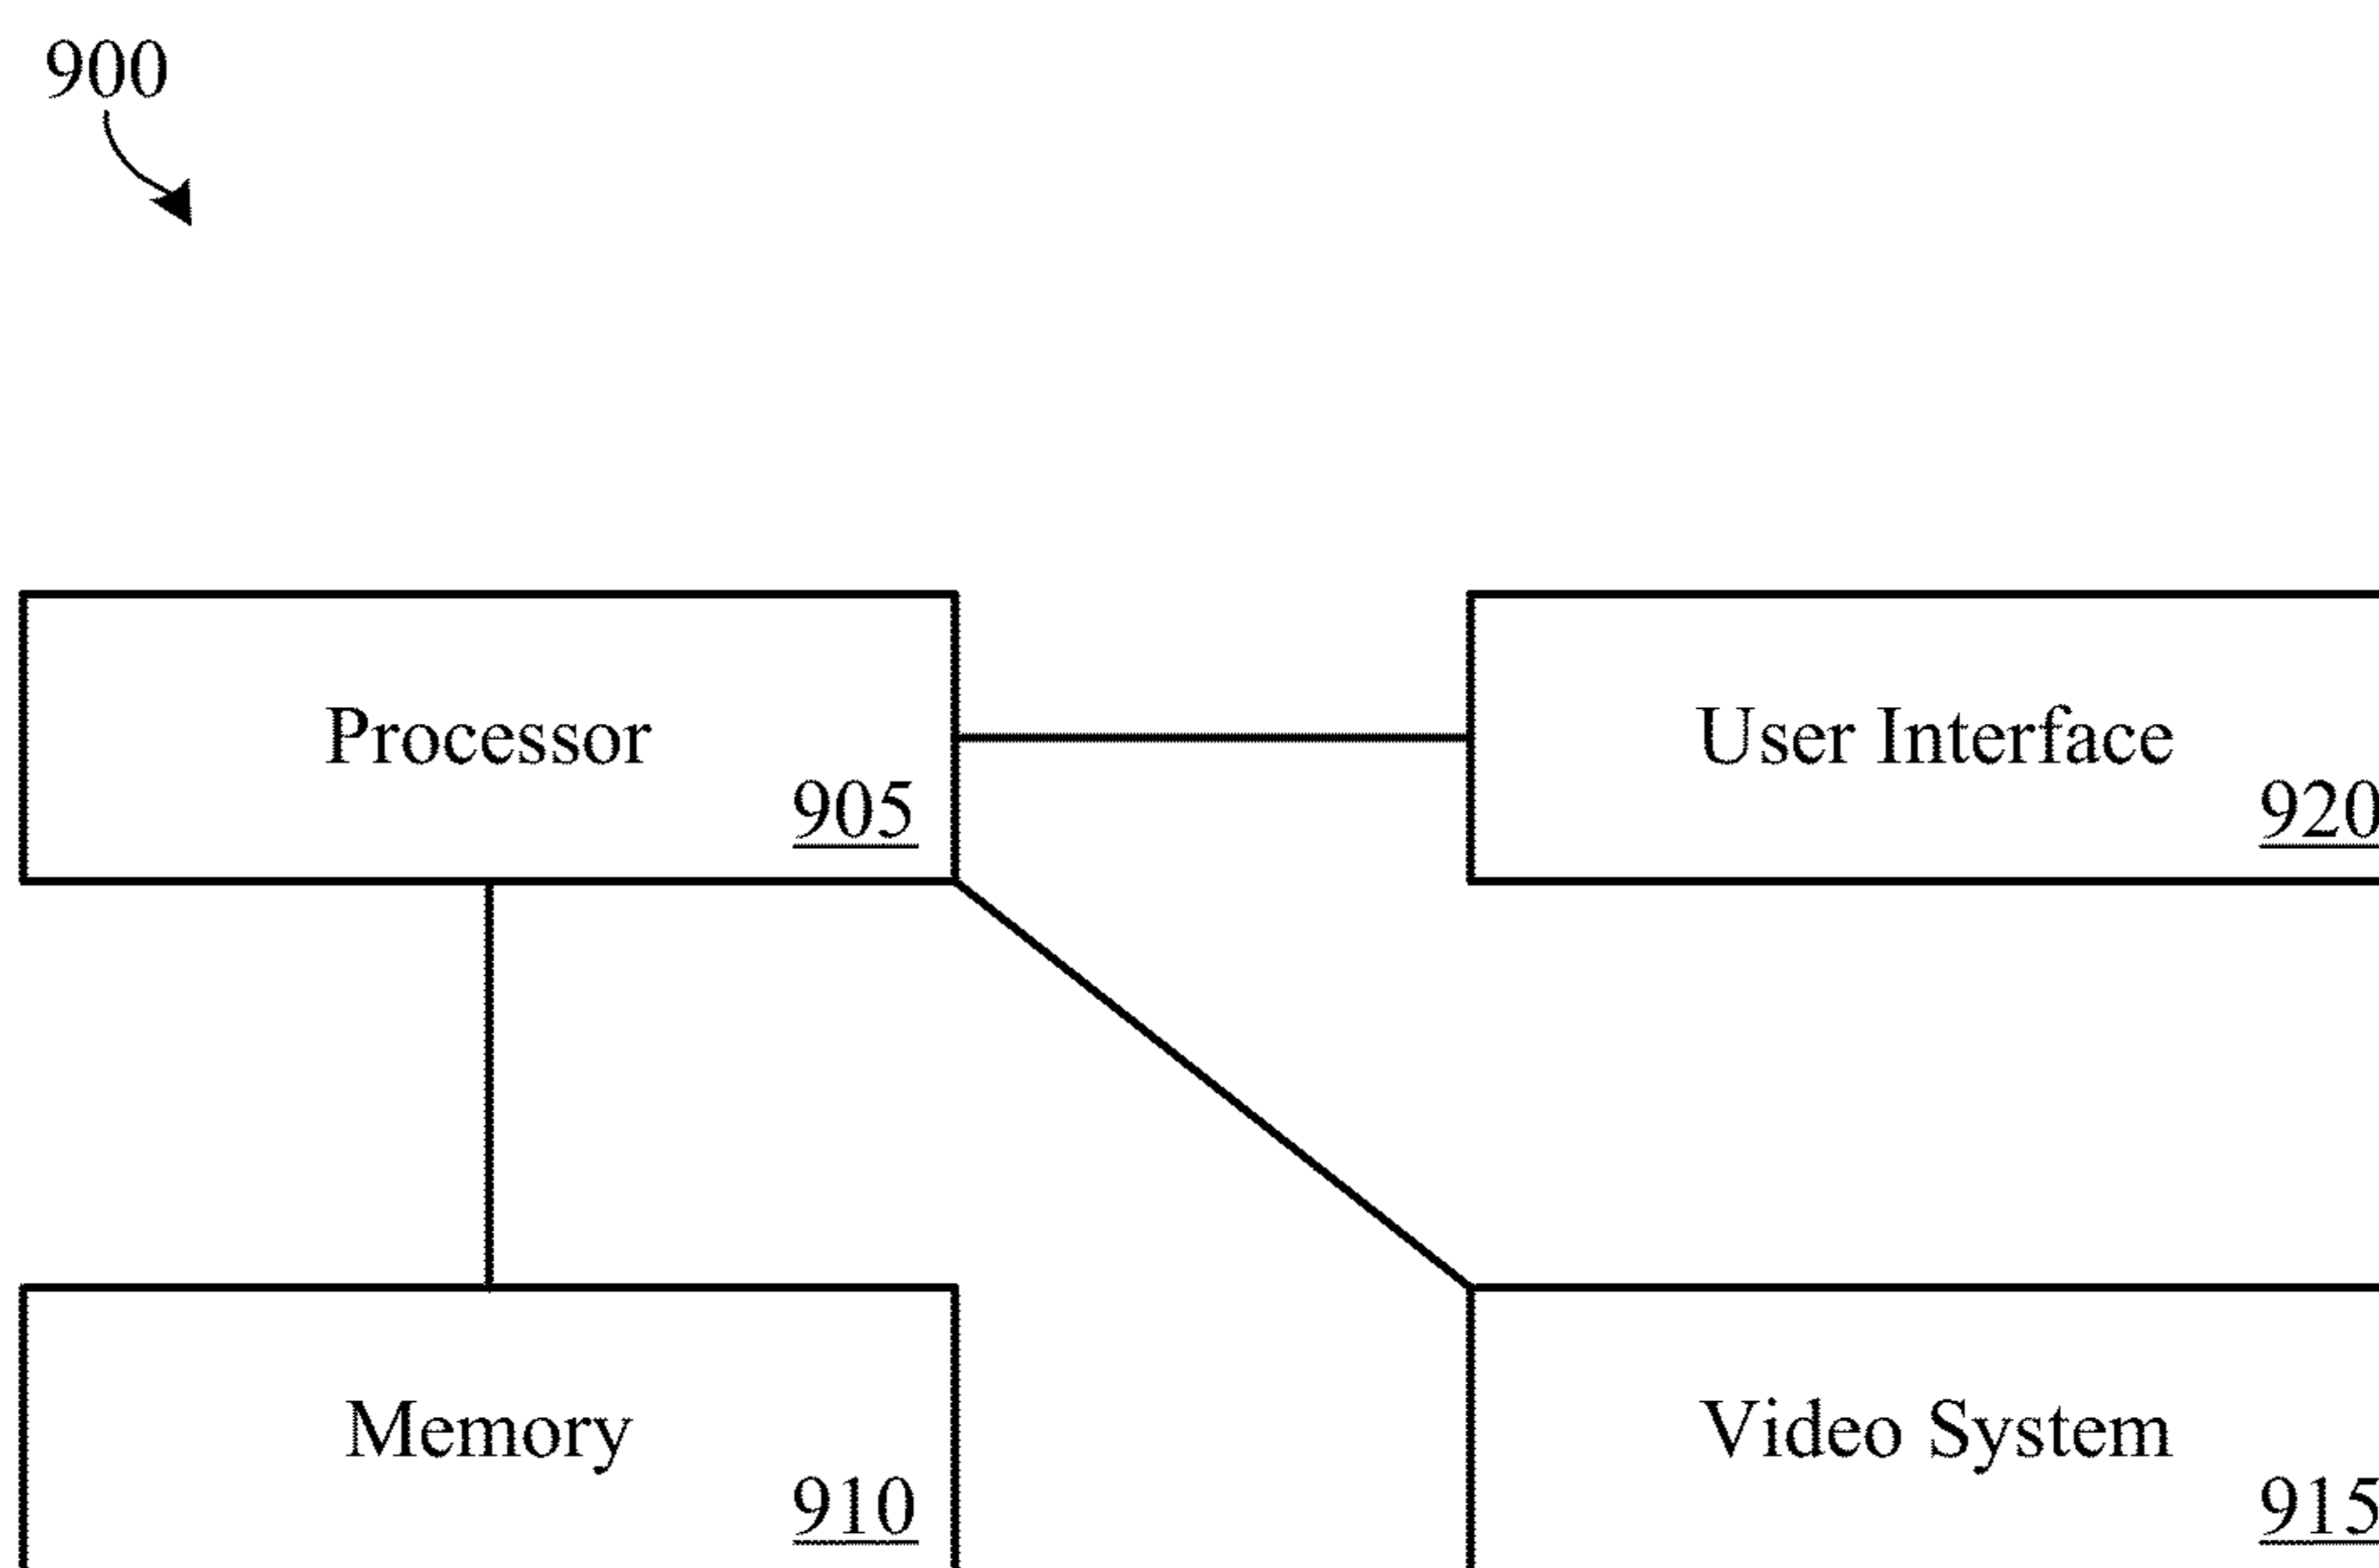 900
Processor
905
User Interface
920
Memory
910
Video System
915